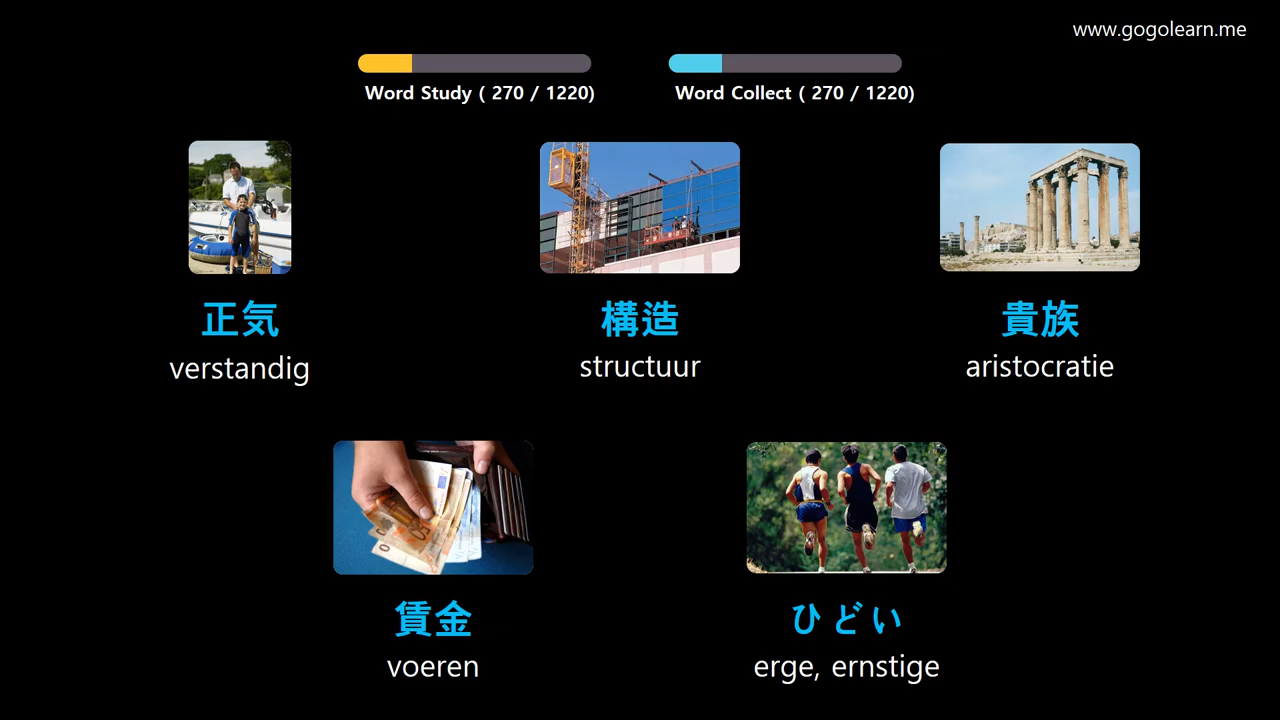 www.gogolearn.me
Word Study ( 270 / 1220)
Word Collect ( 270 / 1220)
正気
verstandig
構造
structuur
貴族
aristocratie
賃金
voeren
ひどい
erge, ernstige